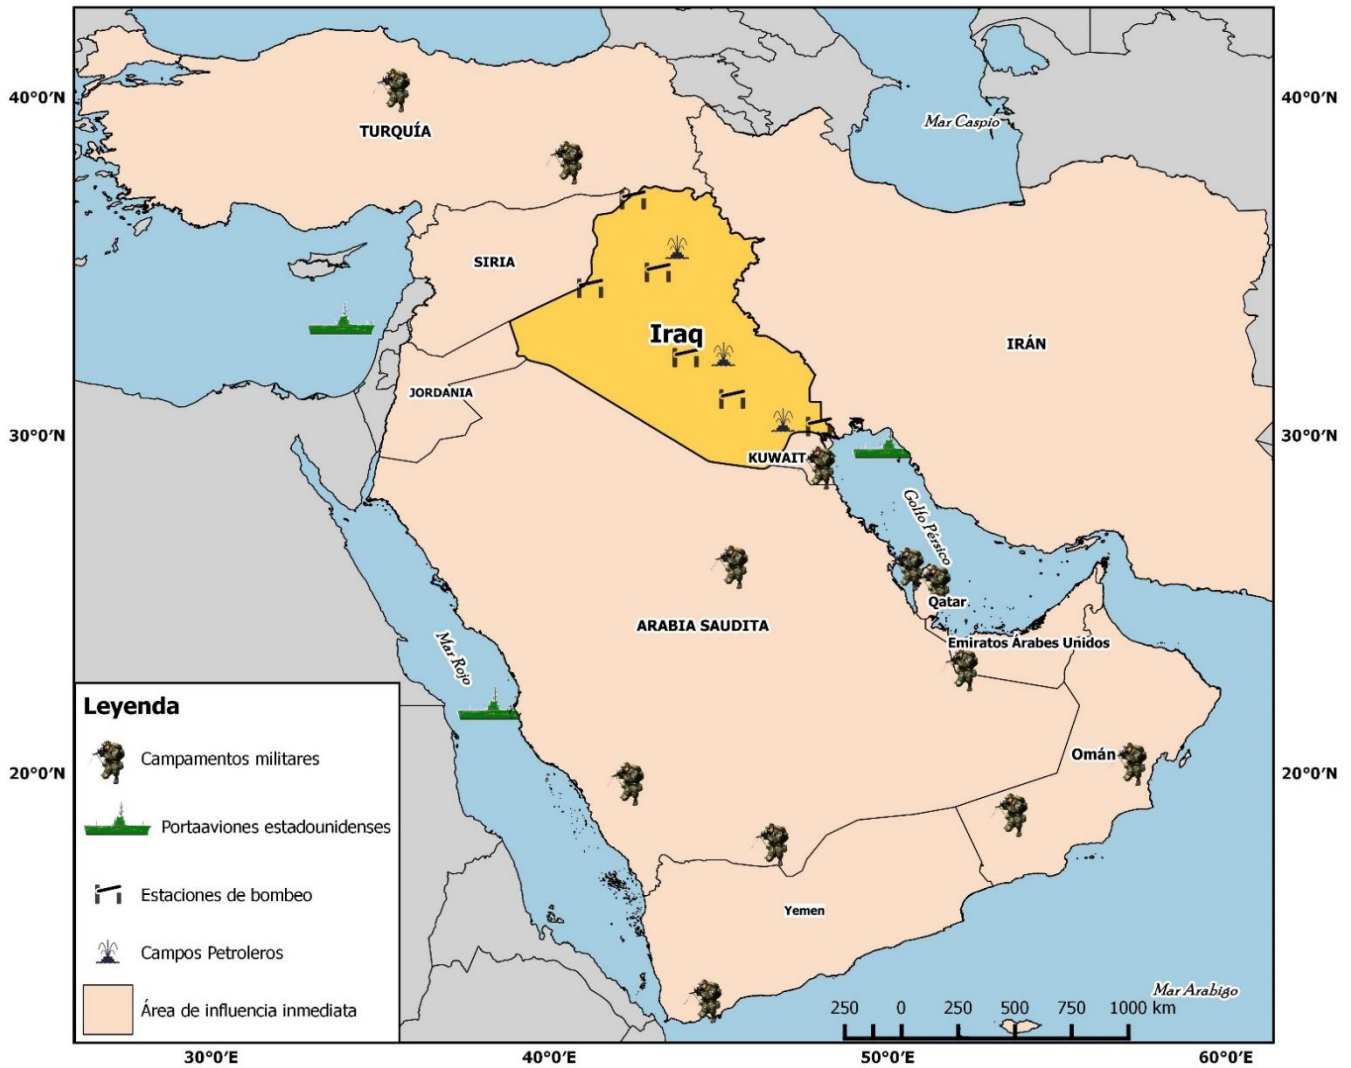 40°0′N
40°0′N
Mar Caspio
TURQUÍA
SIRIA
Iraq
IRÁN
JORDANIA
30°0′N
30°0′N
KUWAIT
Golfo Pérsico
Qatar
ARABIA SAUDITA
Emiratos Árabes Unidos
Mar Rojo
Leyenda
Campamentos militares
Portaaviones estadounidenses
Estaciones de bombeo
Campos Petroleros
Área de influencia inmediata
Omán
20°0′N
20°0′N
Yemen
Mar Arabigo
250 0 250 500 750 1000 km
30°0′E 40°0′E 50°0′E 60°0′E